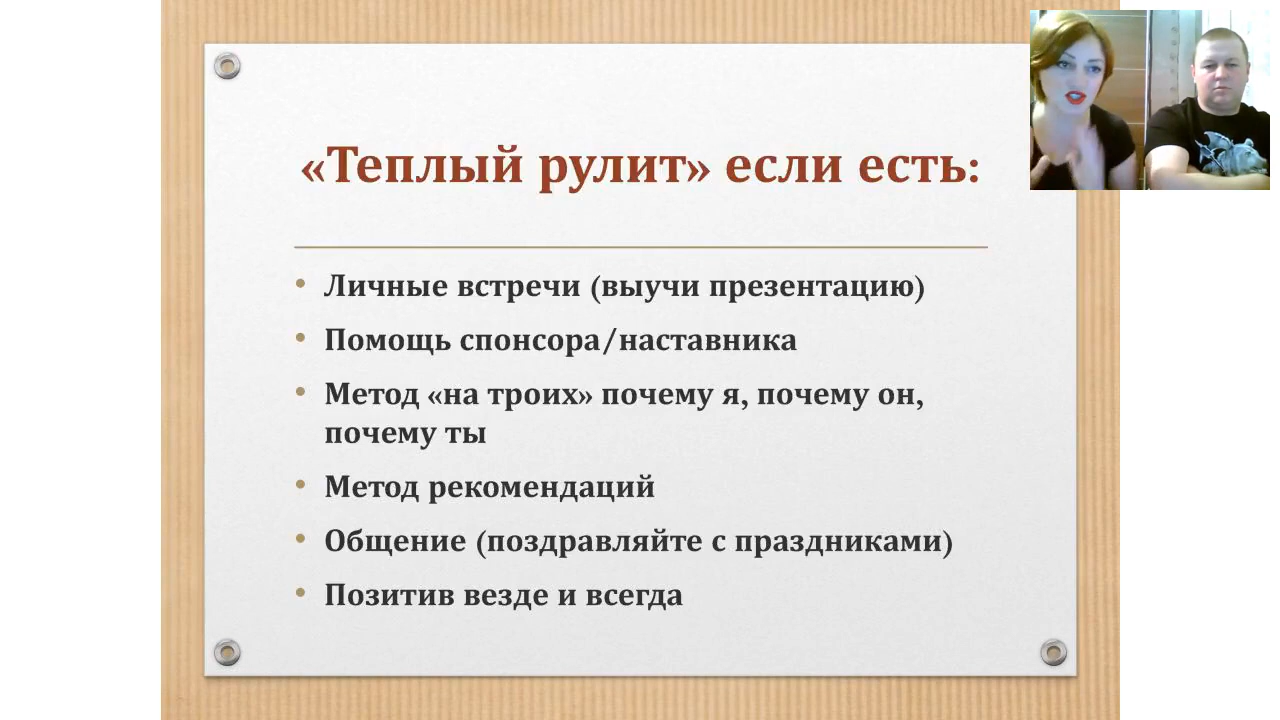 «Теплый рулит» если есть:
• Личные встречи (выучи презентацию)
• Помощь спонсора/наставника
• Метод «на троих» почему я, почему он,
почему ты
• Метод рекомендаций
• Общение (поздравляйте с праздниками)
• Позитив везде и всегда